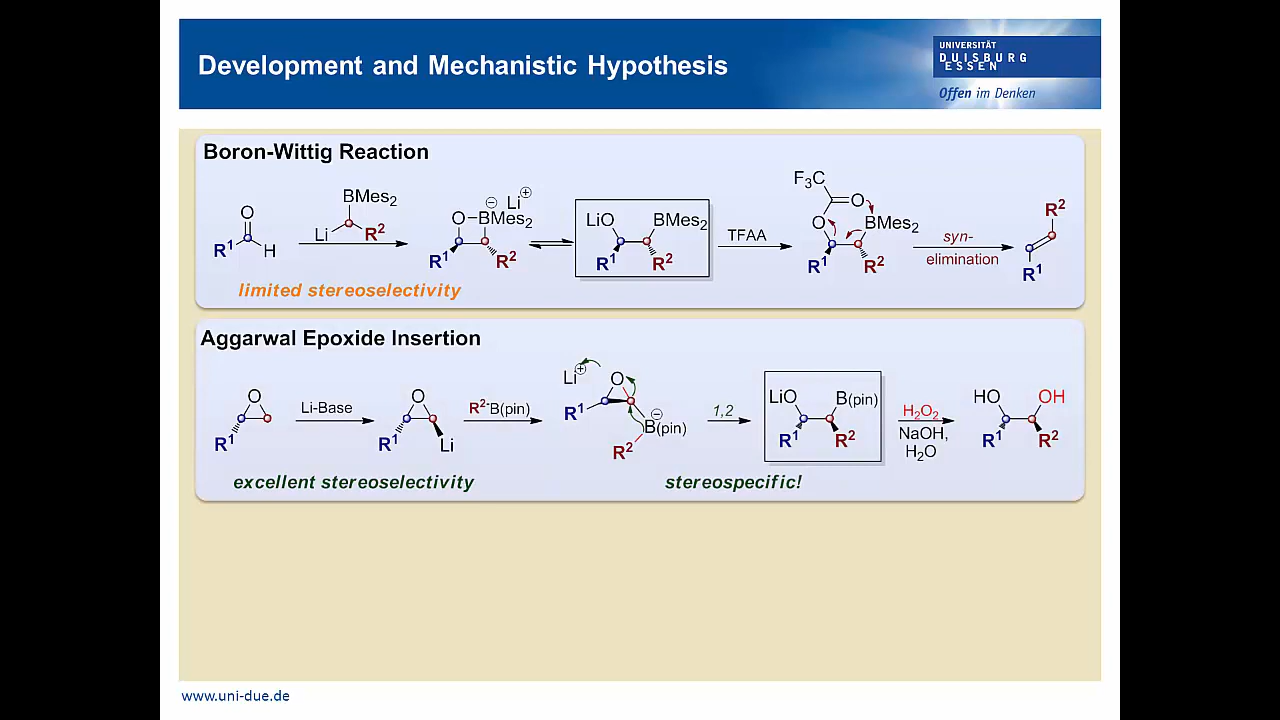 Development and Mechanistic Hypothesis
UNIVERSITÄT
DUISBURG
ESSEN
Offen im Denken
Boron-Wittig Reaction
O
R¹
H
BMes₂
Li
R²
O
⊖
BMes₂
Li⊕
R¹
R²
LiO
BMes₂
R¹
R²
TFAA
F₃C
O
O
BMes₂
R¹
R²
syn-
elimination
R²
R¹
limited stereoselectivity
Aggarwal Epoxide Insertion
O
R¹
Li-Base
O
R¹
Li
R²-B(pin)
Li⊕
O
R¹
⊖
B(pin)
R²
1,2
LiO
B(pin)
R¹
R²
H₂O₂
NaOH,
H₂O
HO
OH
R¹
R²
excellent stereoselectivity
stereospecific!
www.uni-due.de